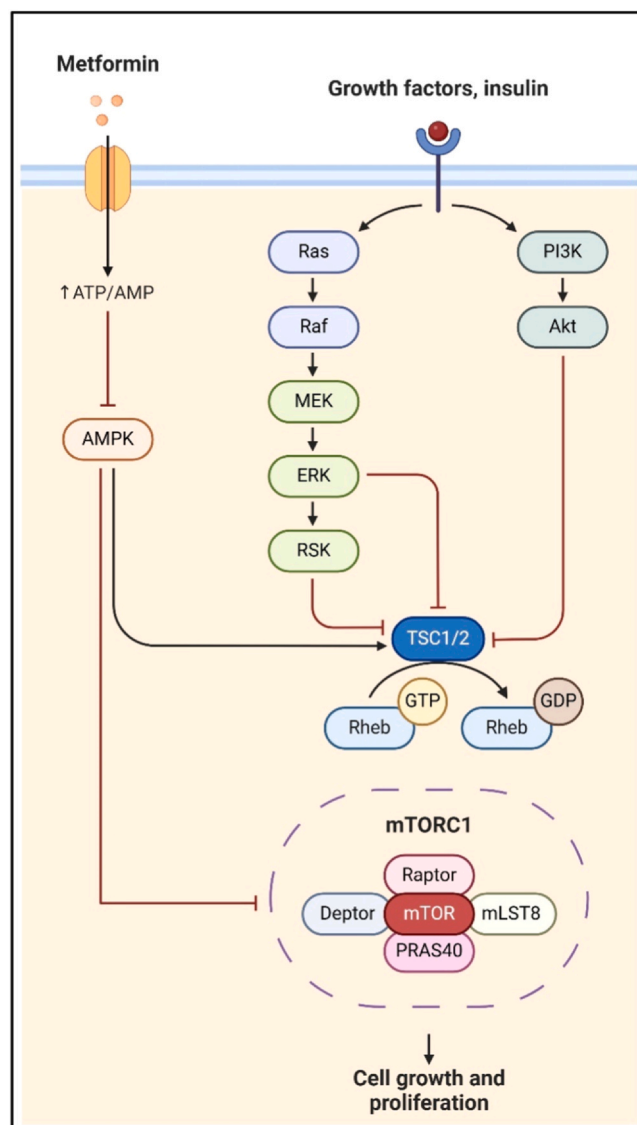 Metformin
Growth factors, insulin
Ras
PI3K
↑ATP/AMP
Raf
Akt
MEK
AMPK
ERK
RSK
TSC1/2
GTP
GDP
Rheb
Rheb
mTORC1
Raptor
Deptor
mTOR
mLST8
PRAS40
Cell growth and
proliferation